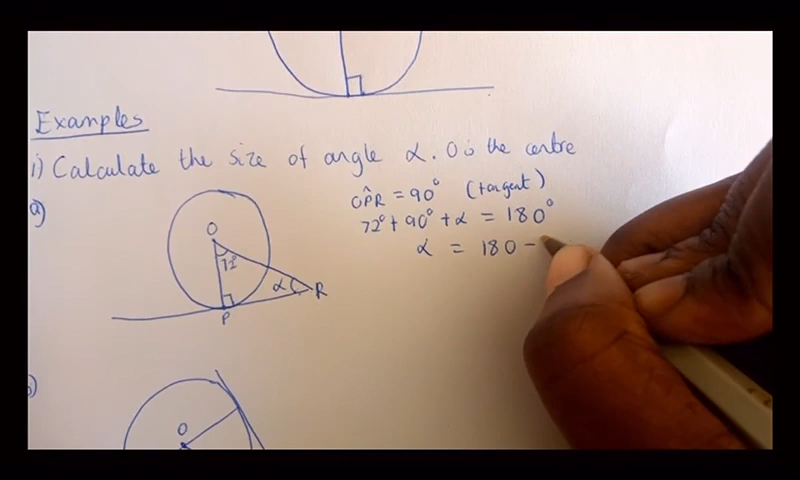 Examples
i) Calculate the size of angle α. O is the centre
a)
OP̂R = 90° (tangent)
72° + 90° + α = 180°
α = 180 -
O
72°
α
R
P
b)
O